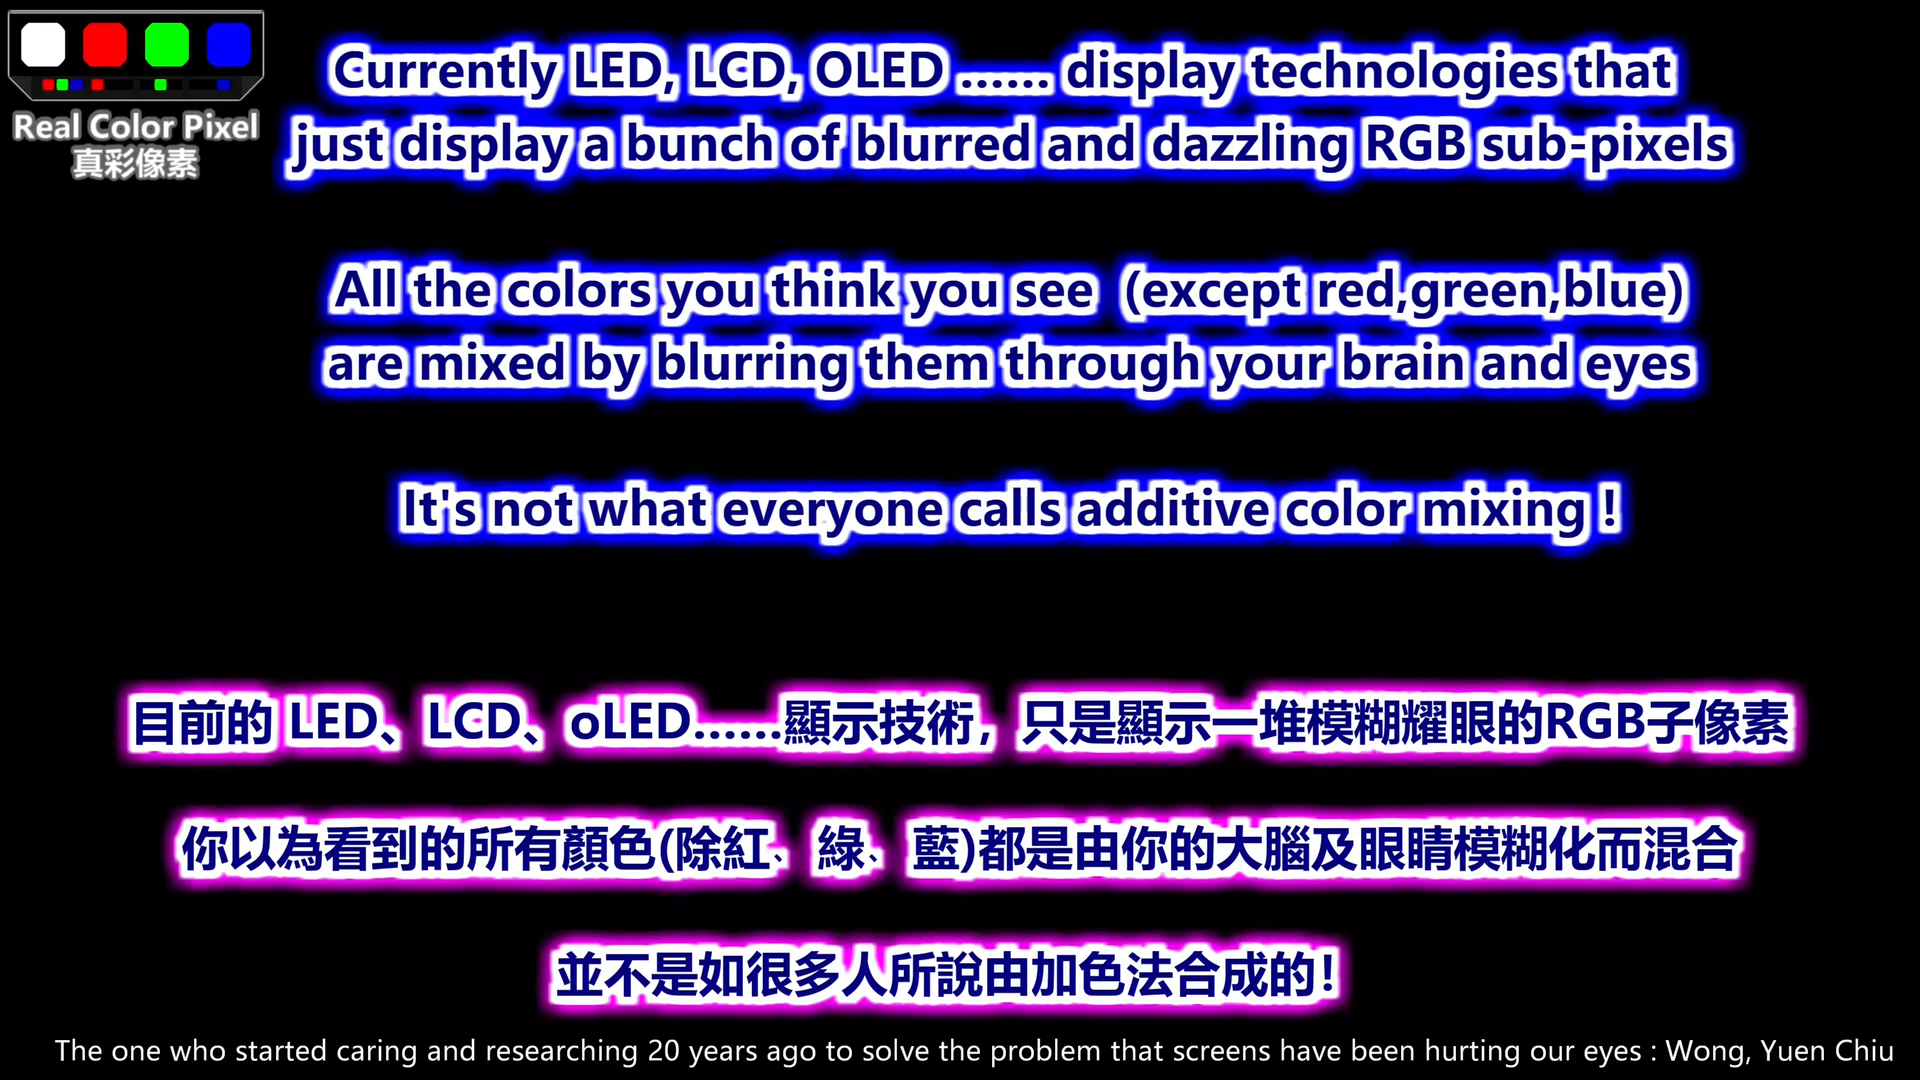 Real Color Pixel
真彩像素
Currently LED, LCD, OLED ...... display technologies that
just display a bunch of blurred and dazzling RGB sub-pixels
All the colors you think you see (except red,green,blue)
are mixed by blurring them through your brain and eyes
It's not what everyone calls additive color mixing !
目前的 LED、LCD、oLED......顯示技術，只是顯示一堆模糊耀眼的RGB子像素
你以為看到的所有顏色(除紅、綠、藍)都是由你的大腦及眼睛模糊化而混合
並不是如很多人所說由加色法合成的！
The one who started caring and researching 20 years ago to solve the problem that screens have been hurting our eyes : Wong, Yuen Chiu